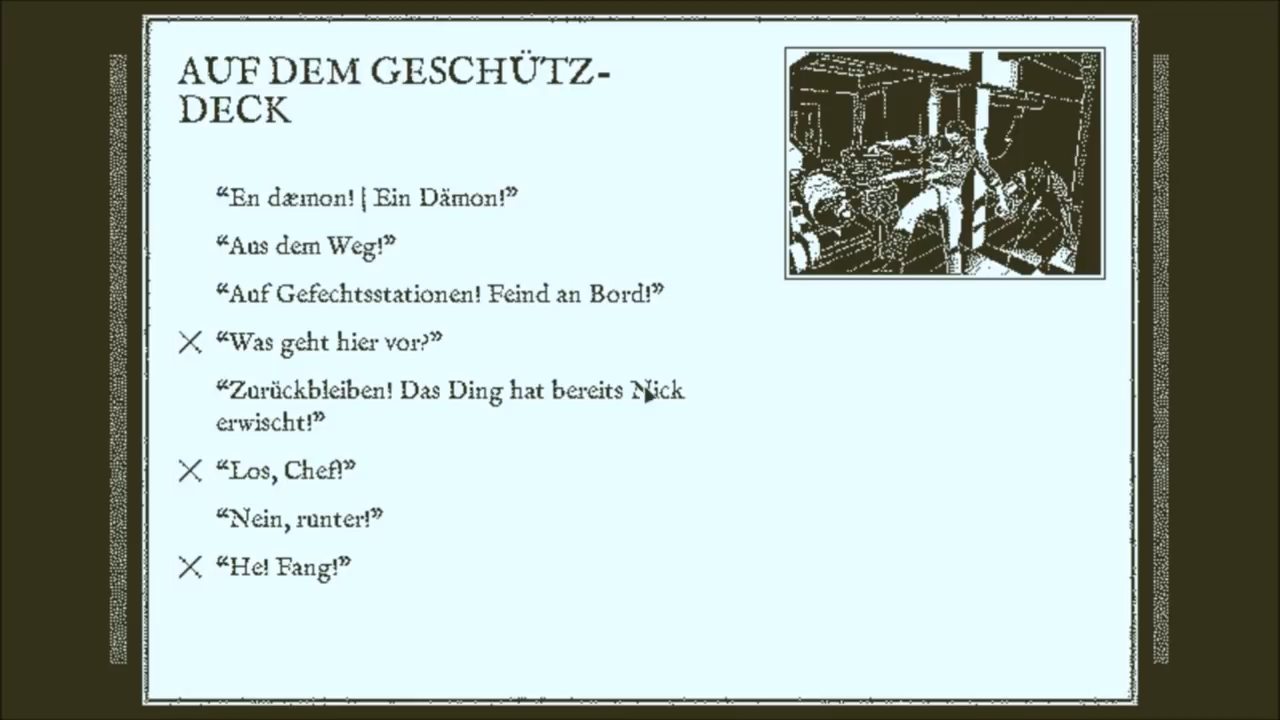 AUF DEM GESCHÜTZ-
DECK
“En dæmon! | Ein Dämon!”
“Aus dem Weg!”
“Auf Gefechtsstationen! Feind an Bord!”
“Was geht hier vor?”
“Zurückbleiben! Das Ding hat bereits Nick
erwischt!”
“Los, Chef!”
“Nein, runter!”
“He! Fang!”